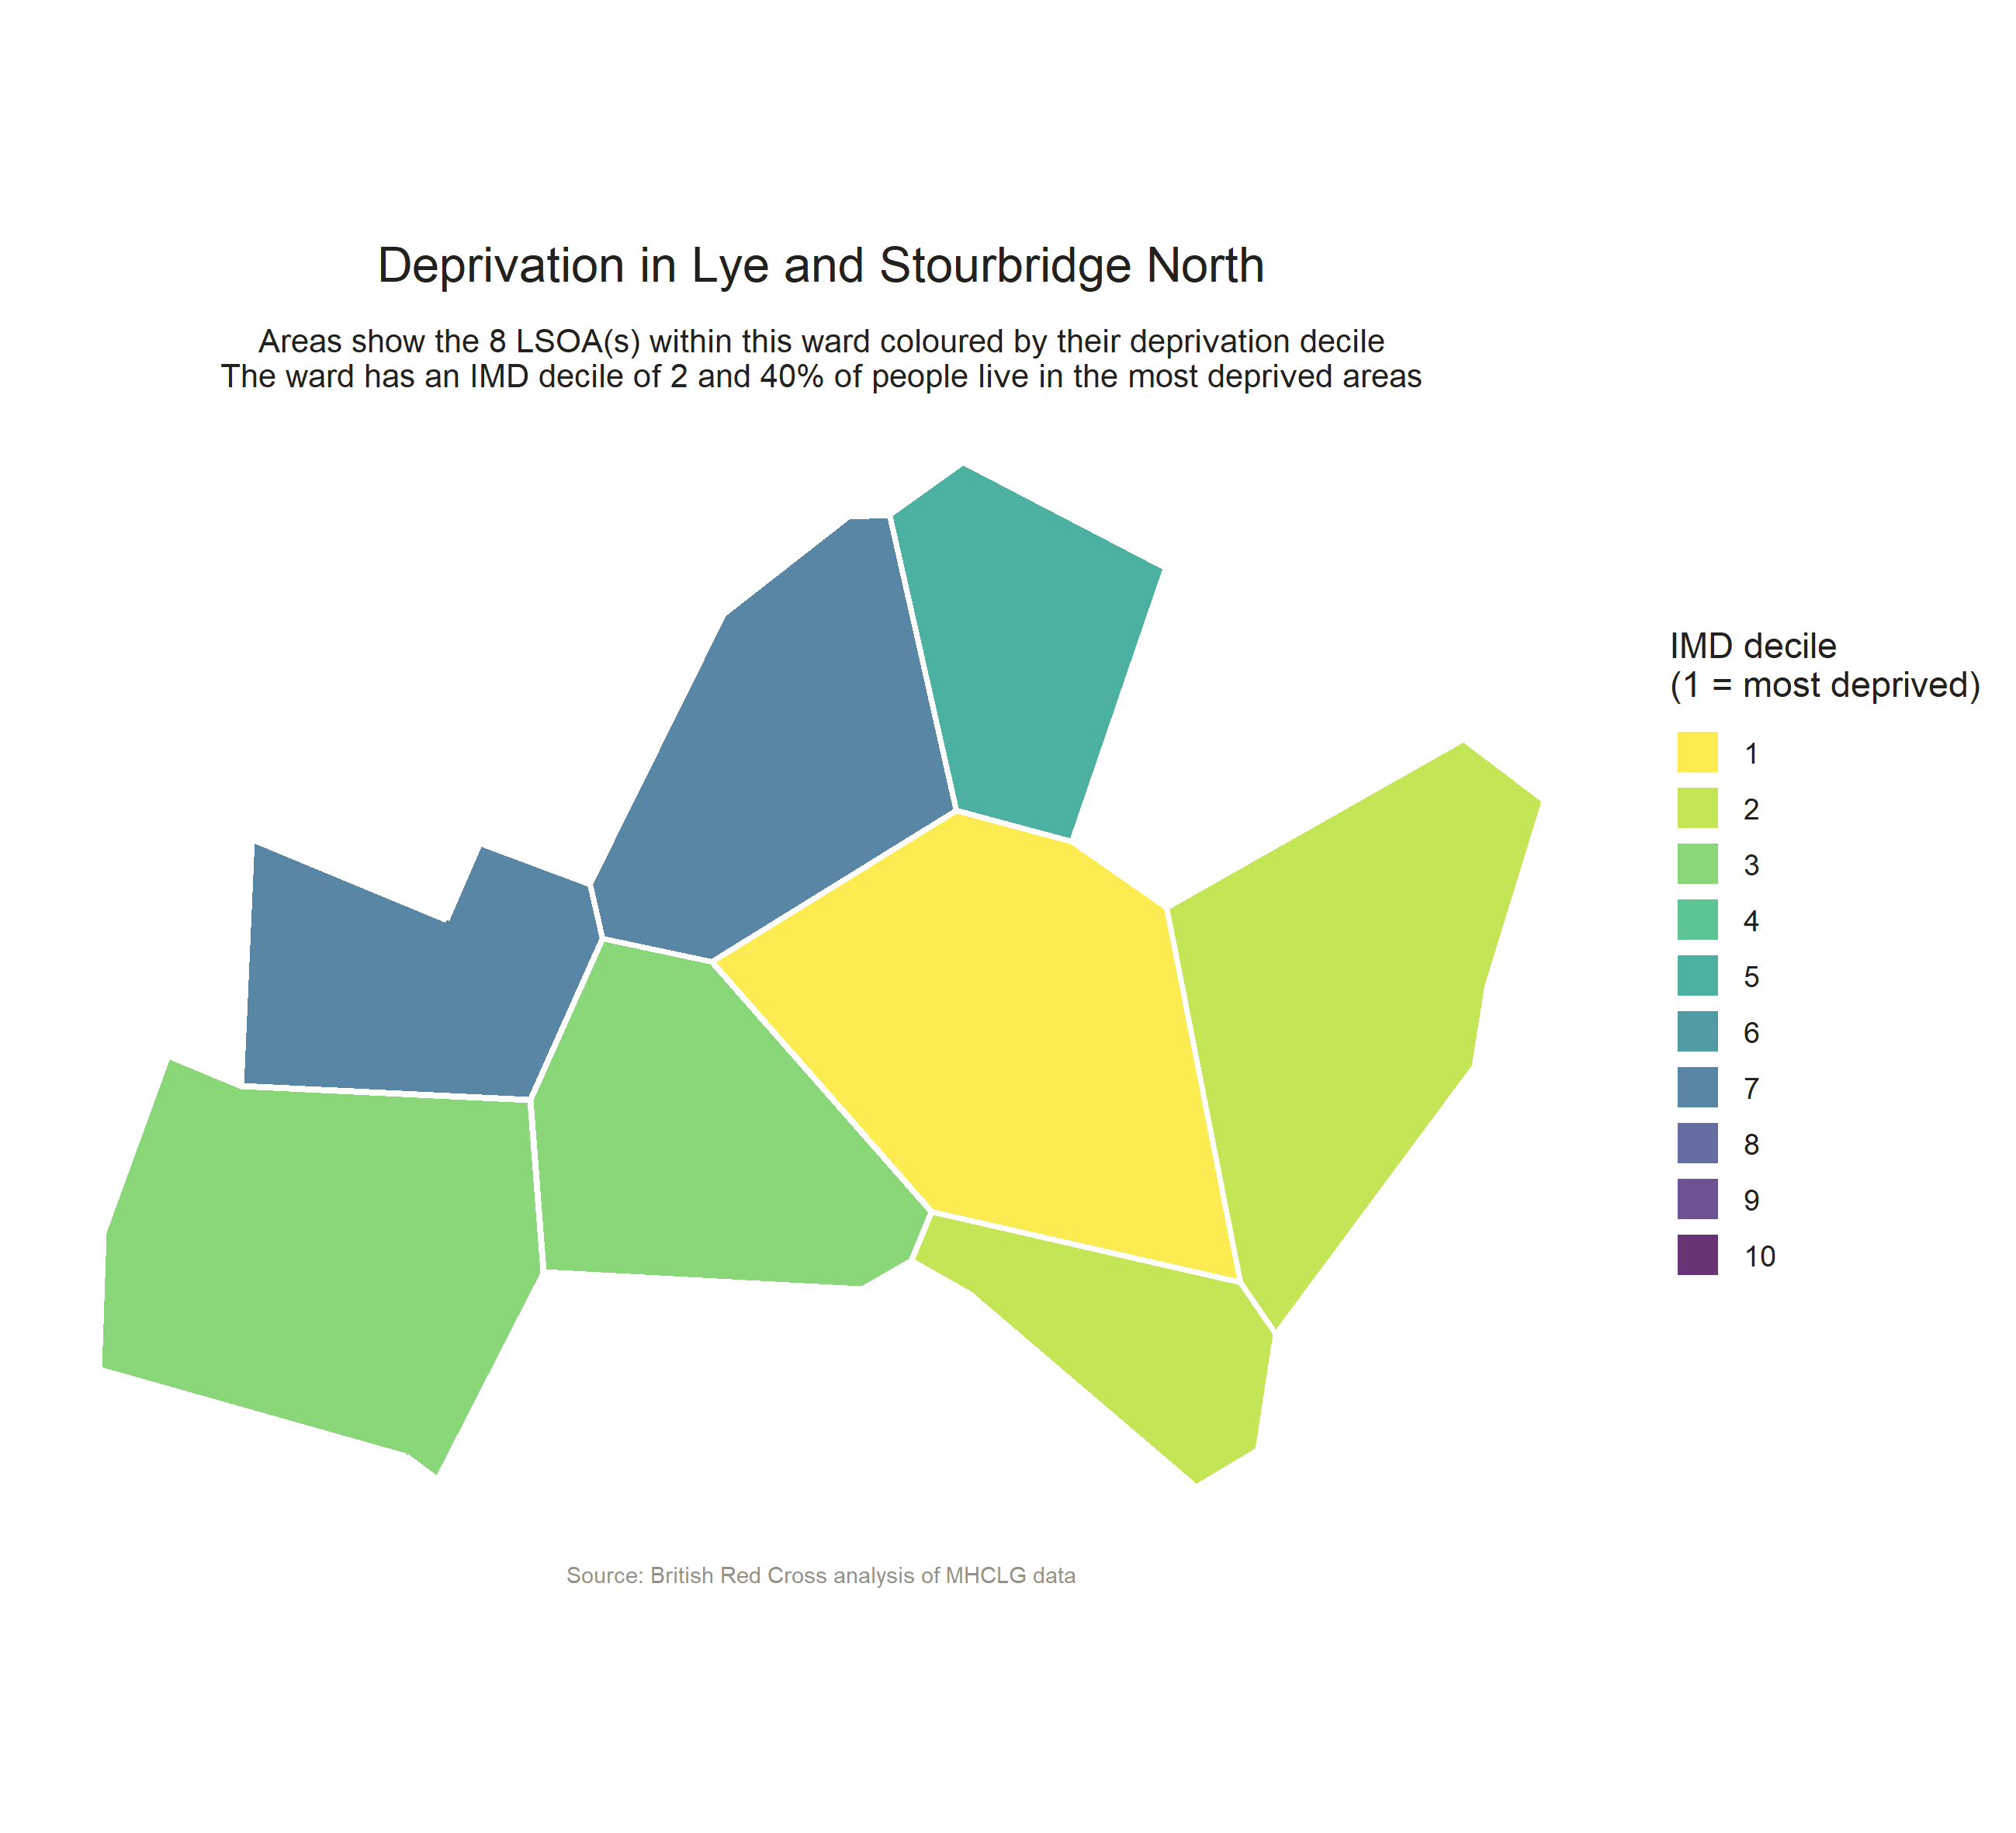 Deprivation in Lye and Stourbridge North
Areas show the 8 LSOA(s) within this ward coloured by their deprivation decile
The ward has an IMD decile of 2 and 40% of people live in the most deprived areas
IMD decile
(1 = most deprived)
1
2
3
4
5
6
7
8
9
10
Source: British Red Cross analysis of MHCLG data